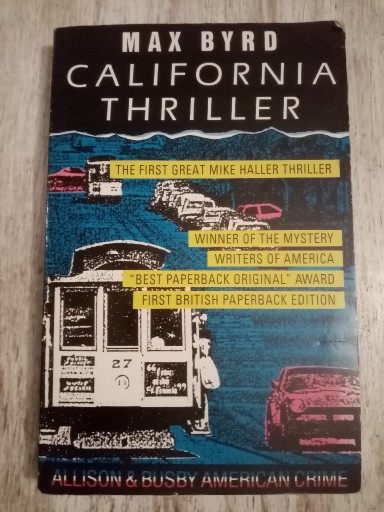 MAX BYRD
CALIFORNIA
THRILLER
THE FIRST GREAT MIKE HALLER THRILLER
WINNER OF THE MYSTERY
WRITERS OF AMERICA
"BEST PAPERBACK ORIGINAL" AWARD
FIRST BRITISH PAPERBACK EDITION
27
ALLISON & BUSBY AMERICAN CRIME